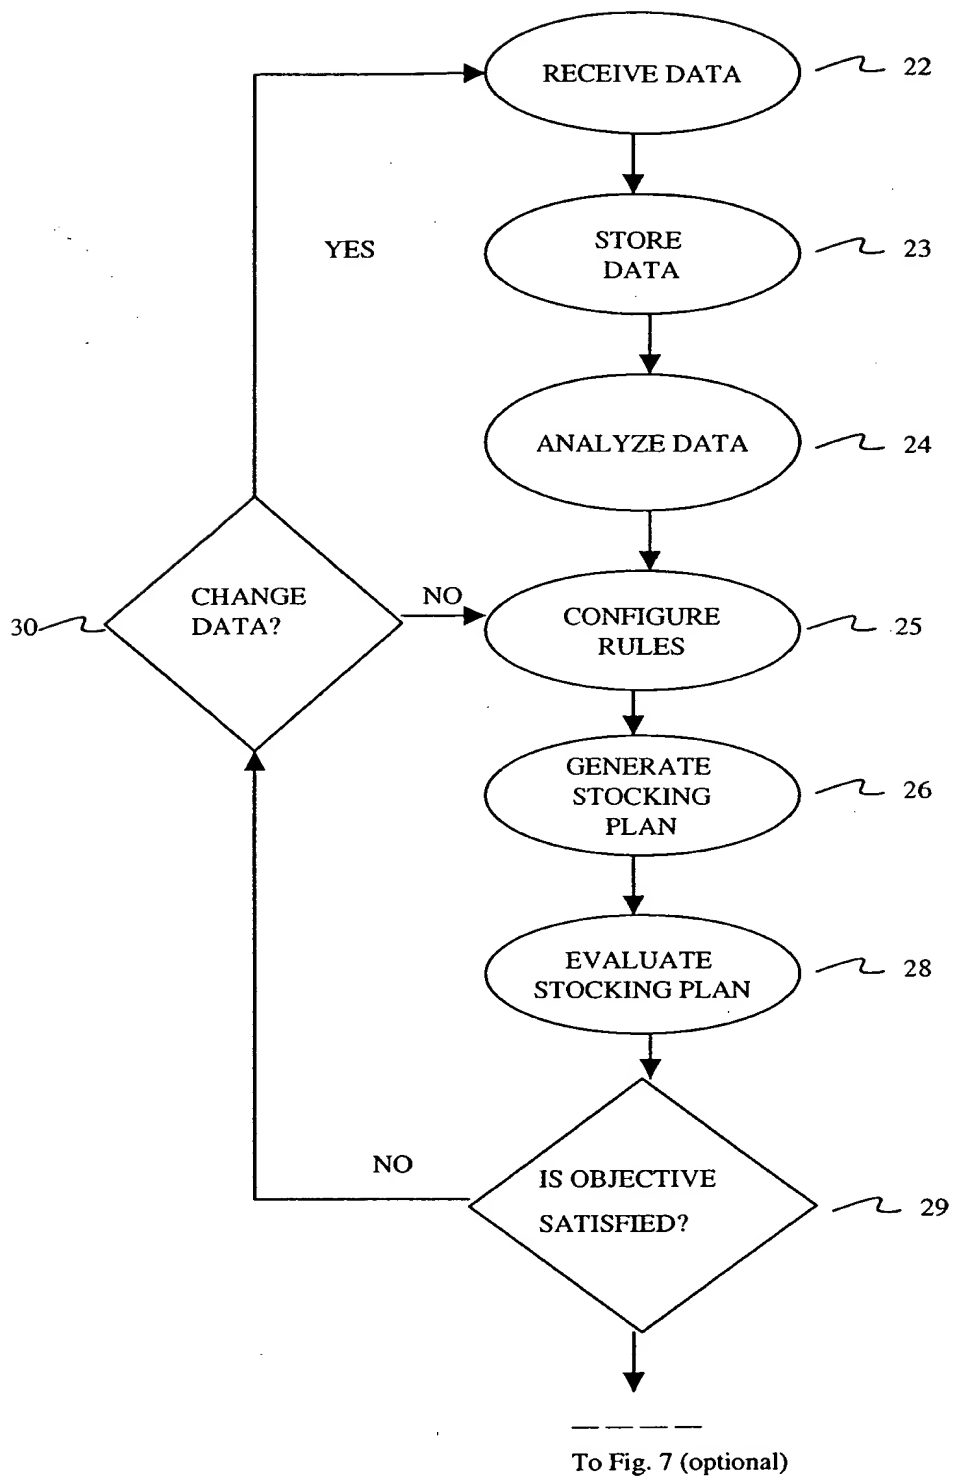 RECEIVE DATA
22
YES
STORE
DATA
23
ANALYZE DATA
24
CHANGE
DATA?
30
NO
CONFIGURE
RULES
25
GENERATE
STOCKING
PLAN
26
EVALUATE
STOCKING PLAN
28
NO
IS OBJECTIVE
SATISFIED?
29
To Fig. 7 (optional)